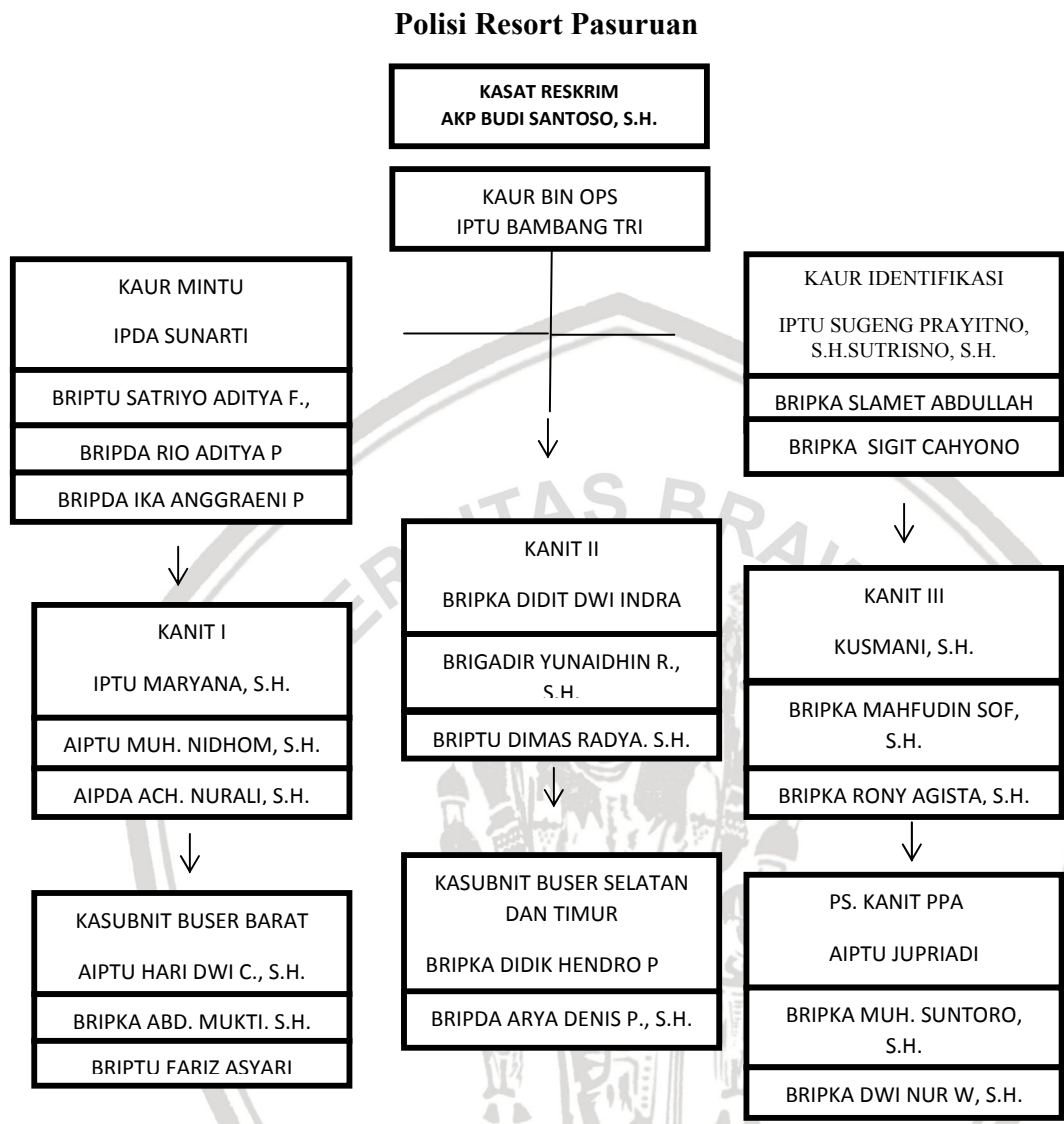 Polisi Resort Pasuruan
KASAT RESKRIM
AKP BUDI SANTOSO, S.H.
KAUR BIN OPS
IPTU BAMBANG TRI
KAUR MINTU
IPDA SUNARTI
BRIPTU SATRIYO ADITYA F.,
BRIPDA RIO ADITYA P
BRIPDA IKA ANGGRAENI P
KAUR IDENTIFIKASI
IPTU SUGENG PRAYITNO,
S.H.SUTRISNO, S.H.
BRIPKA SLAMET ABDULLAH
BRIPKA SIGIT CAHYONO
KANIT I
IPTU MARYANA, S.H.
AIPTU MUH. NIDHOM, S.H.
AIPDA ACH. NURALI, S.H.
KANIT II
BRIPKA DIDIT DWI INDRA
BRIGADIR YUNAIDHIN R.,
S.H.
BRIPTU DIMAS RADYA. S.H.
KANIT III
KUSMANI, S.H.
BRIPKA MAHFUDIN SOF,
S.H.
BRIPKA RONY AGISTA, S.H.
KASUBNIT BUSER BARAT
AIPTU HARI DWI C., S.H.
BRIPKA ABD. MUKTI. S.H.
BRIPTU FARIZ ASYARI
KASUBNIT BUSER SELATAN
DAN TIMUR
BRIPKA DIDIK HENDRO P
BRIPDA ARYA DENIS P., S.H.
PS. KANIT PPA
AIPTU JUPRIADI
BRIPKA MUH. SUNTORO,
S.H.
BRIPKA DWI NUR W, S.H.